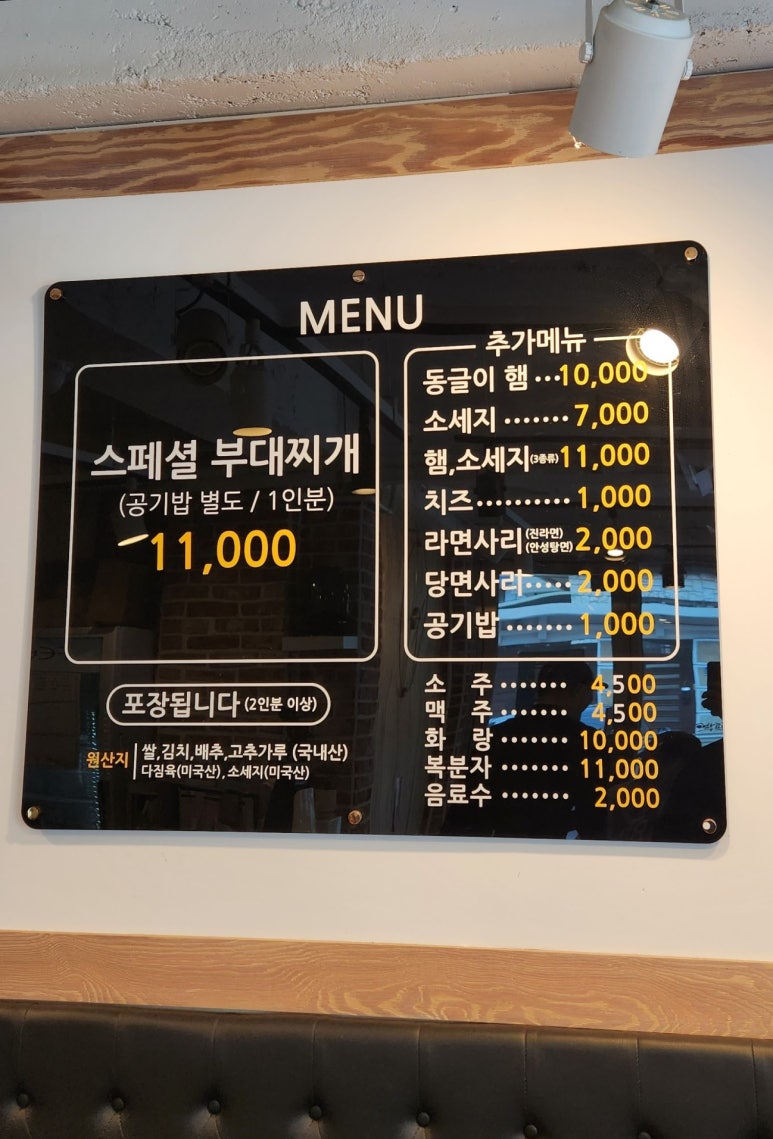 MENU
스페셜 부대찌개
(공기밥 별도 / 1인분)
11,000
포장됩니다 (2인분 이상)
원산지 쌀,김치,배추,고추가루 (국내산)
다짐육(미국산), 소세지(미국산)
추가메뉴
동글이 햄 ··· 10,000
소세지 ······· 7,000
햄,소세지(3종류) 11,000
치즈·········· 1,000
라면사리 (진라면) (안성탕면) 2,000
당면사리····· 2,000
공기밥 ······· 1,000
소 주 ········ 4,500
맥 주 ········ 4,500
화 랑 ········ 10,000
복분자 ········ 11,000
음료수 ········ 2,000